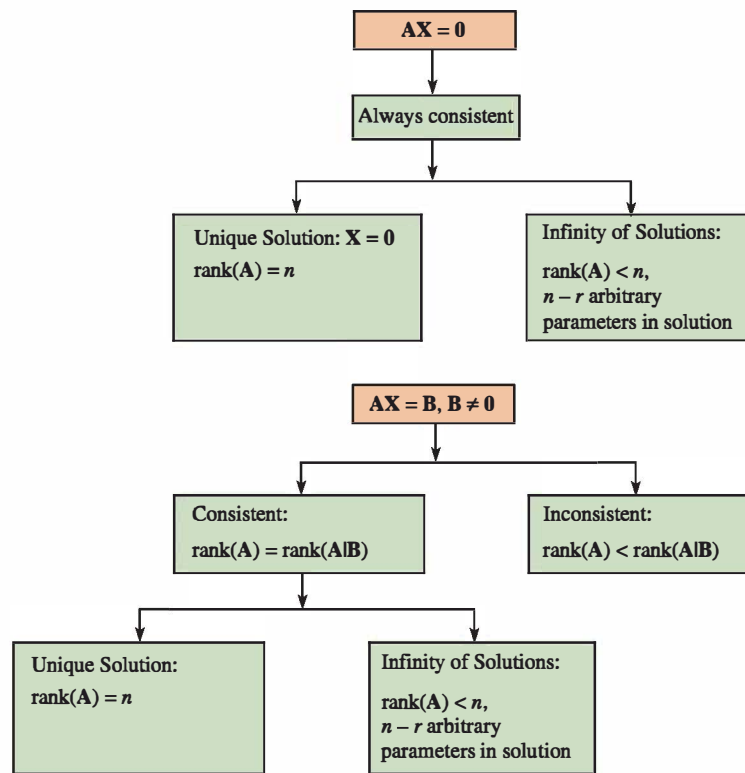 AX = 0
Always consistent
Unique Solution: X = 0
rank(A) = n
Infinity of Solutions:
rank(A) < n,
n – r arbitrary
parameters in solution
AX = B, B ≠ 0
Consistent:
rank(A) = rank(A|B)
Inconsistent:
rank(A) < rank(A|B)
Unique Solution:
rank(A) = n
Infinity of Solutions:
rank(A) < n,
n – r arbitrary
parameters in solution